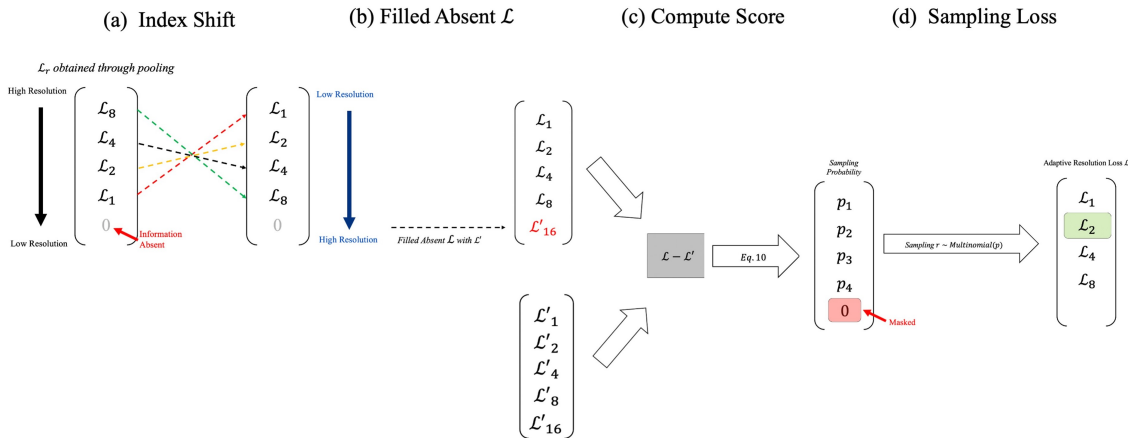 (a) Index Shift
(b) Filled Absent ℒ
(c) Compute Score
(d) Sampling Loss
ℒr obtained through pooling
High Resolution
Low Resolution
ℒ8
ℒ4
ℒ2
ℒ1
0
Information
Absent
ℒ1
ℒ2
ℒ4
ℒ8
0
Low Resolution
High Resolution
Filled Absent ℒ with ℒ'
ℒ1
ℒ2
ℒ4
ℒ8
ℒ'16
ℒ'1
ℒ'2
ℒ'4
ℒ'8
ℒ'16
ℒ − ℒ'
Eq. 10
Sampling
Probability
p1
p2
p3
p4
0
Masked
Sampling r ~ Multinomial(p)
Adaptive Resolution Loss ℒ
ℒ1
ℒ2
ℒ4
ℒ8